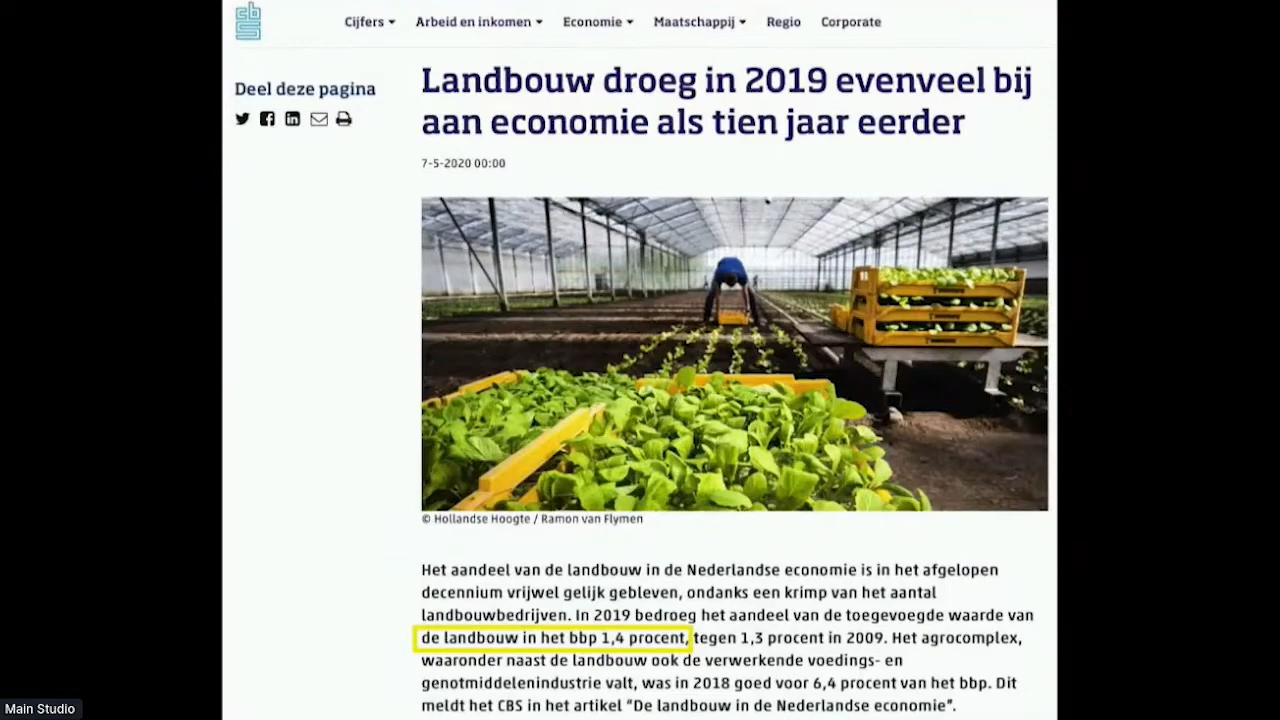 Cijfers Arbeid en inkomen Economie Maatschappij Regio Corporate
Deel deze pagina
Landbouw droeg in 2019 evenveel bij
aan economie als tien jaar eerder
7-5-2020 00:00
© Hollandse Hoogte / Ramon van Flymen
Het aandeel van de landbouw in de Nederlandse economie is in het afgelopen
decennium vrijwel gelijk gebleven, ondanks een krimp van het aantal
landbouwbedrijven. In 2019 bedroeg het aandeel van de toegevoegde waarde van
de landbouw in het bbp 1,4 procent, tegen 1,3 procent in 2009. Het agrocomplex,
waaronder naast de landbouw ook de verwerkende voedings- en
genotmiddelenindustrie valt, was in 2018 goed voor 6,4 procent van het bbp. Dit
meldt het CBS in het artikel “De landbouw in de Nederlandse economie”.
Main Studio